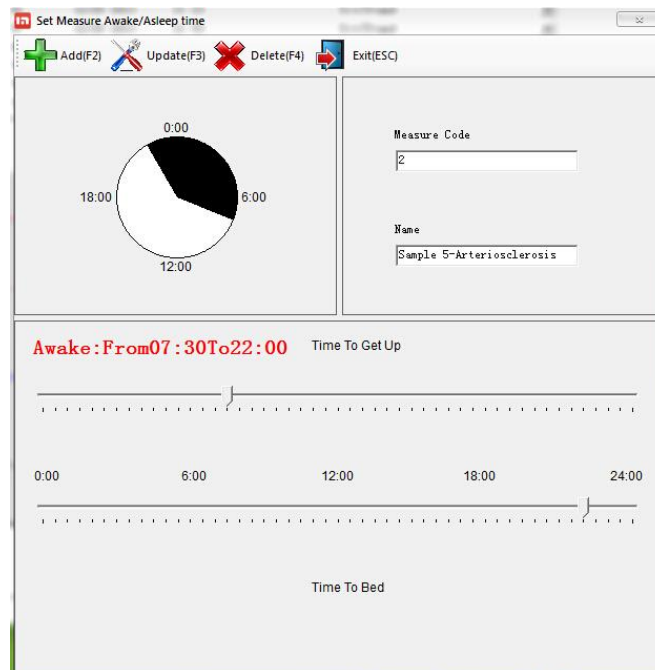 Set Measure Awake/Asleep time
Add(F2) Update(F3) Delete(F4) Exit(ESC)
0:00
18:00 6:00
12:00
Measure Code
2
Name
Sample 5-Arteriosclerosis
Awake:From07:30To22:00 Time To Get Up
0:00 6:00 12:00 18:00 24:00
Time To Bed